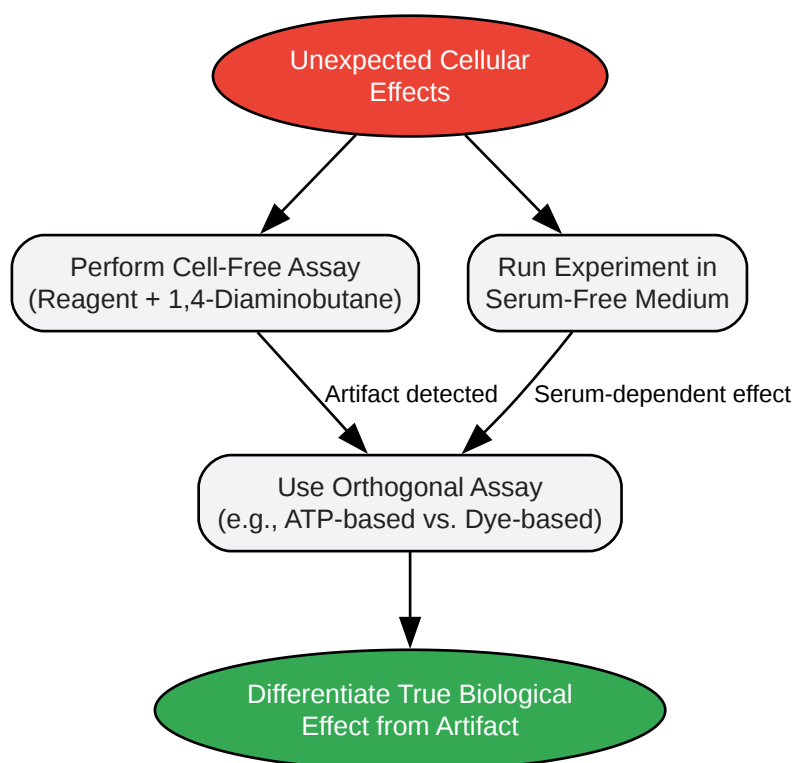 Unexpected Cellular
Effects
Perform Cell-Free Assay
(Reagent + 1,4-Diaminobutane)
Run Experiment in
Serum-Free Medium
Artifact detected
Serum-dependent effect
Use Orthogonal Assay
(e.g., ATP-based vs. Dye-based)
Differentiate True Biological
Effect from Artifact